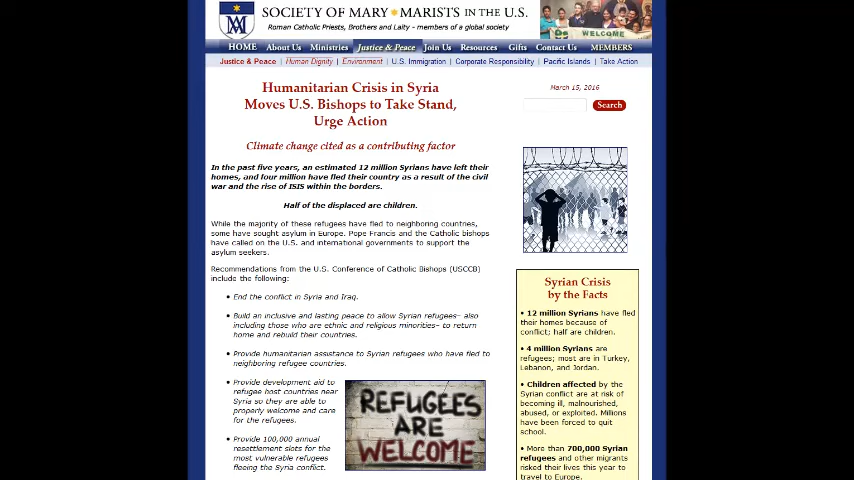 SOCIETY OF MARY MARISTS IN THE U.S.
Roman Catholic Priests, Brothers and Laity - members of a global society
WELCOME
HOME About Us Ministries Justice & Peace Join Us Resources Gifts Contact Us MEMBERS
Justice & Peace | Human Dignity | Environment | U.S. Immigration | Corporate Responsibility | Pacific Islands | Take Action
Humanitarian Crisis in Syria
Moves U.S. Bishops to Take Stand,
Urge Action
Climate change cited as a contributing factor
In the past five years, an estimated 12 million Syrians have left their
homes, and four million have fled their country as a result of the civil
war and the rise of ISIS within the borders.
Half of the displaced are children.
While the majority of these refugees have fled to neighboring countries,
some have sought asylum in Europe. Pope Francis and the Catholic bishops
have called on the U.S. and international governments to support the
asylum seekers.
Recommendations from the U.S. Conference of Catholic Bishops (USCCB)
include the following:
• End the conflict in Syria and Iraq.
• Build an inclusive and lasting peace to allow Syrian refugees– also
including those who are ethnic and religious minorities– to return
home and rebuild their countries.
• Provide humanitarian assistance to Syrian refugees who have fled to
neighboring refugee countries.
• Provide development aid to
refugee host countries near
Syria so they are able to
properly welcome and care
for the refugees.
• Provide 100,000 annual
resettlement slots for the
most vulnerable refugees
fleeing the Syria conflict.
REFUGEES
ARE
WELCOME
March 15, 2016
Search
Syrian Crisis
by the Facts
• 12 million Syrians have fled
their homes because of
conflict; half are children.
• 4 million Syrians are
refugees; most are in Turkey,
Lebanon, and Jordan.
• Children affected by the
Syrian conflict are at risk of
becoming ill, malnourished,
abused, or exploited. Millions
have been forced to quit
school.
• More than 700,000 Syrian
refugees and other migrants
risked their lives this year to
travel to Europe.